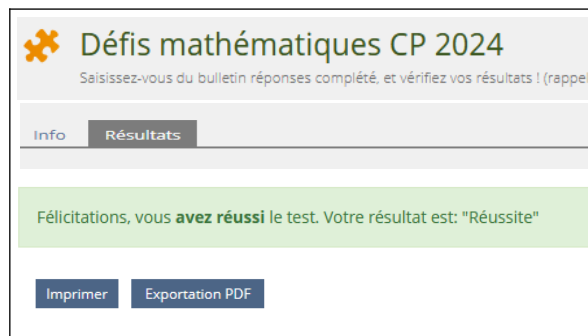 Défis mathématiques CP 2024
Saisissez-vous du bulletin réponses complété, et vérifiez vos résultats ! (rappel
Info
Résultats
Félicitations, vous avez réussi le test. Votre résultat est: "Réussite"
Imprimer
Exportation PDF